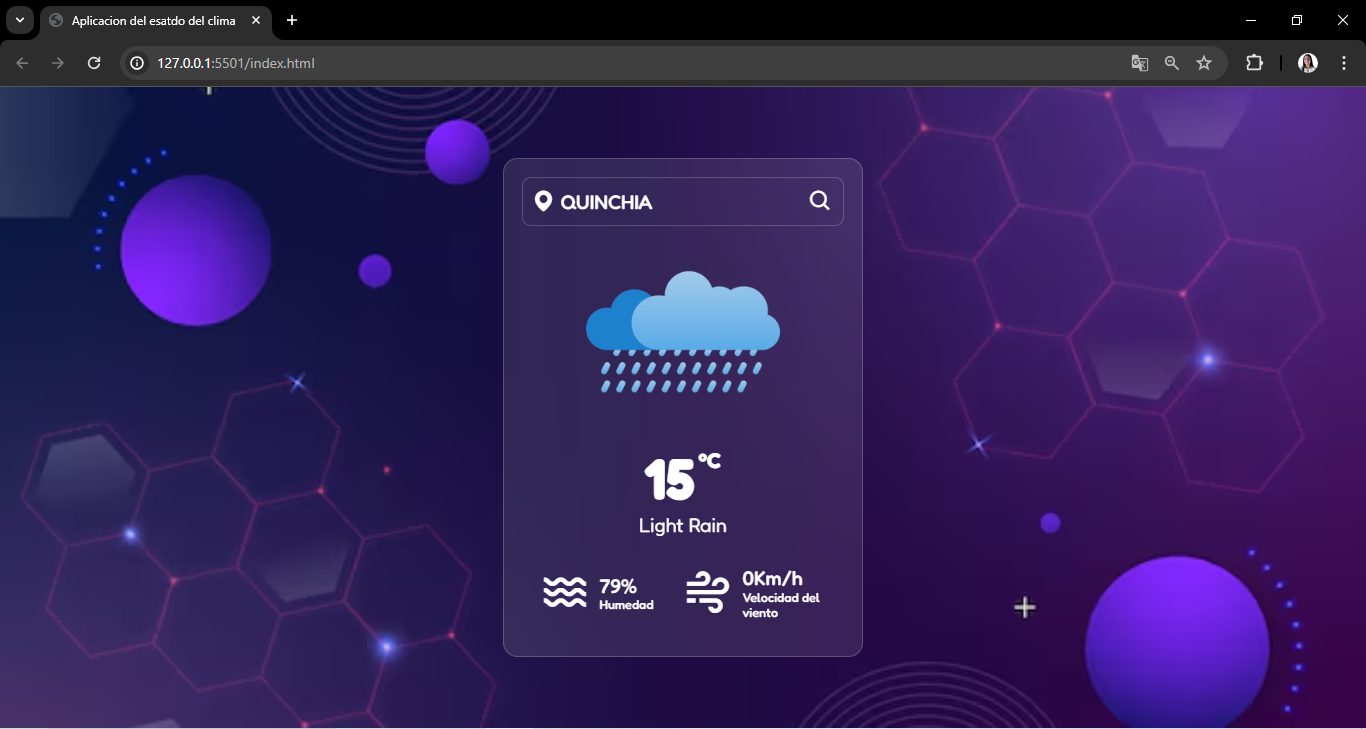 Aplicacion del esatdo del clima
127.0.0.1:5501/index.html
QUINCHIA
15°C
Light Rain
79%
Humedad
0Km/h
Velocidad del
viento